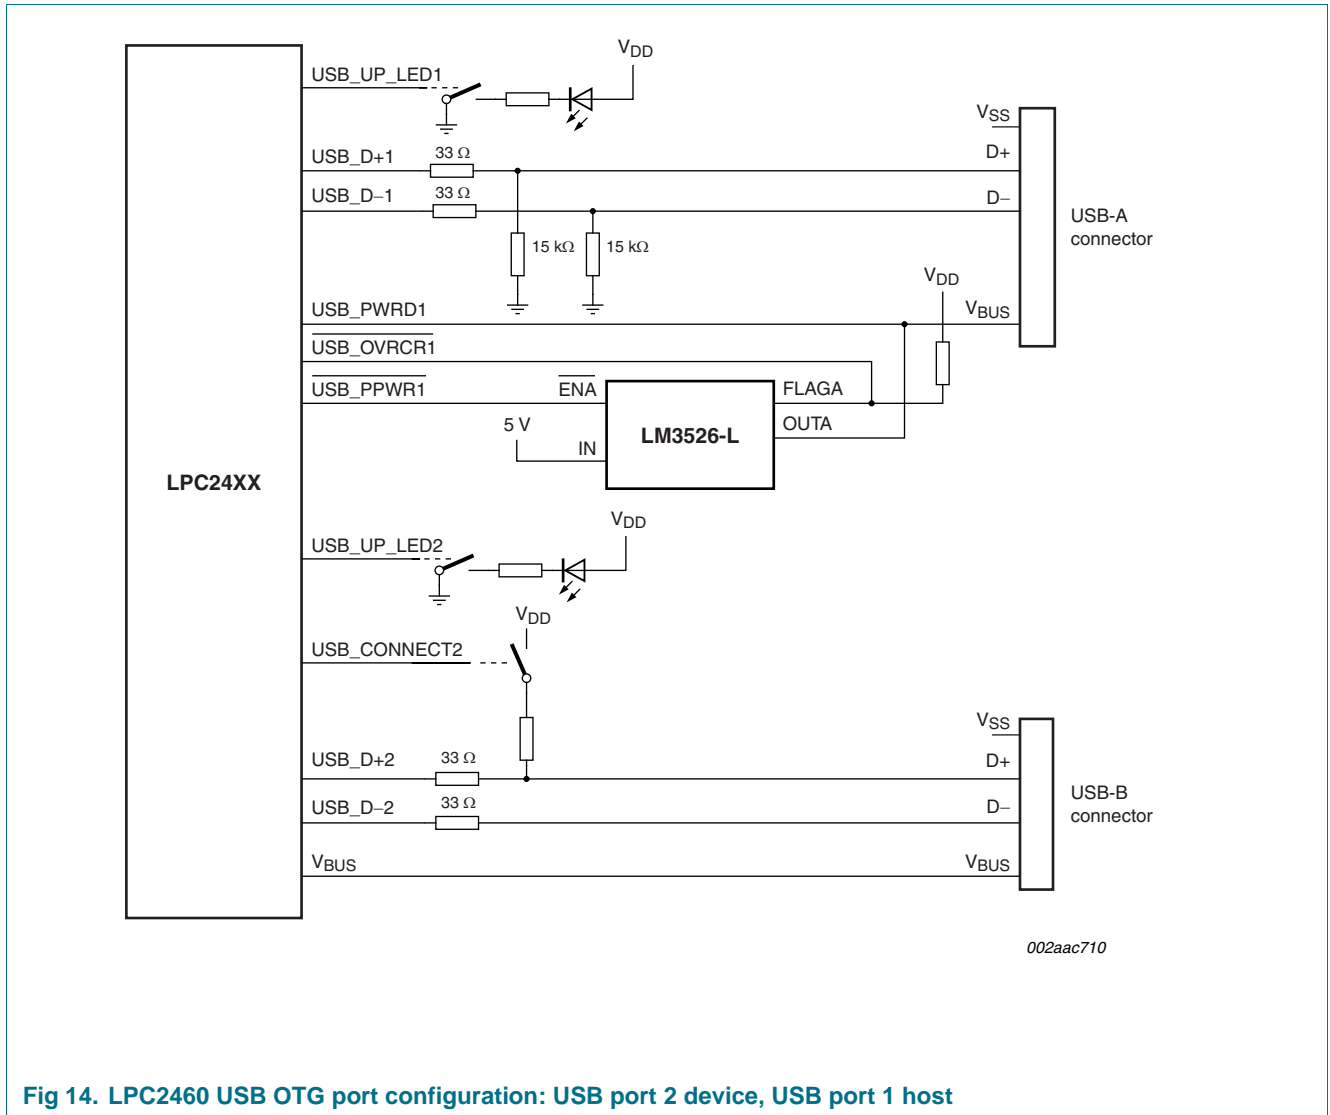 VDD
USB_UP_LED1
VSS
USB_D+1
33 Ω
D+
USB_D−1
33 Ω
D−
USB-A
connector
15 kΩ
15 kΩ
VDD
USB_PWRD1
VBUS
USB_OVRCR1
USB_PPWR1
ENA
FLAGA
5 V
OUTA
IN
LM3526-L
LPC24XX
VDD
USB_UP_LED2
VDD
USB_CONNECT2
VSS
USB_D+2
33 Ω
D+
USB_D−2
33 Ω
D−
USB-B
connector
VBUS
VBUS
002aac710
Fig 14. LPC2460 USB OTG port configuration: USB port 2 device, USB port 1 host